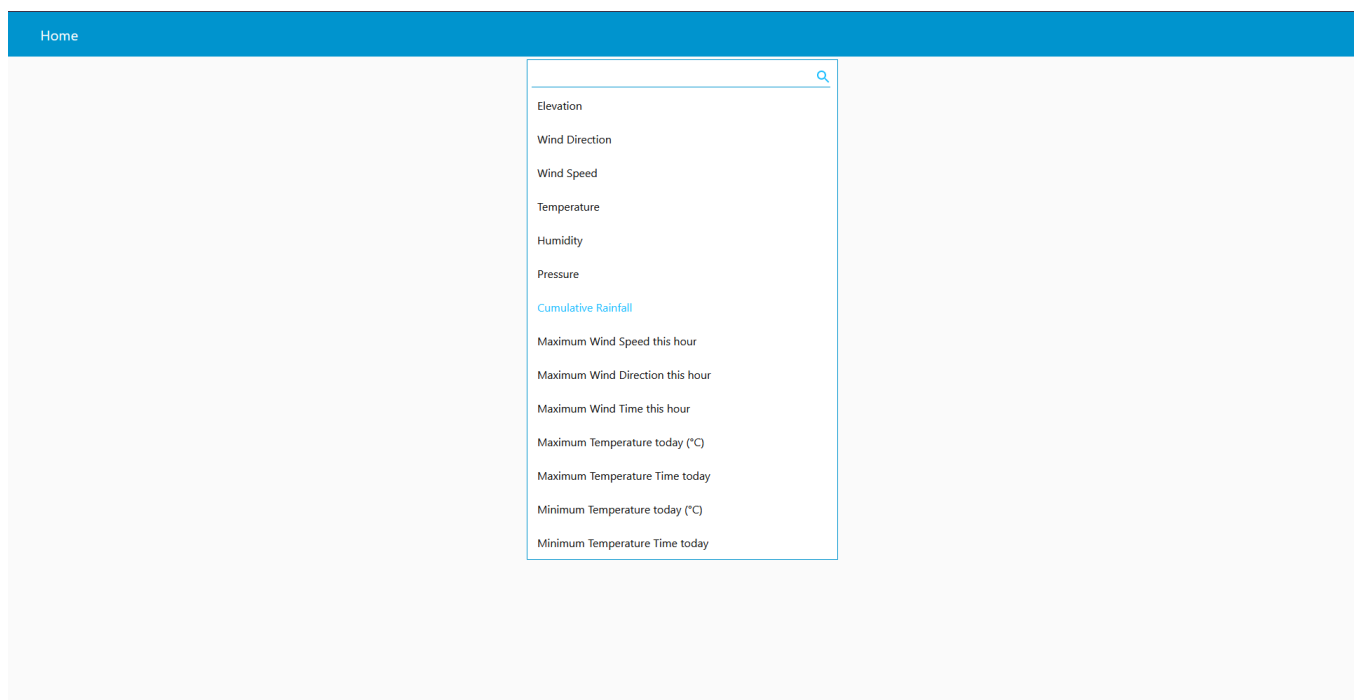 Home
Elevation
Wind Direction
Wind Speed
Temperature
Humidity
Pressure
Cumulative Rainfall
Maximum Wind Speed this hour
Maximum Wind Direction this hour
Maximum Wind Time this hour
Maximum Temperature today (°C)
Maximum Temperature Time today
Minimum Temperature today (°C)
Minimum Temperature Time today